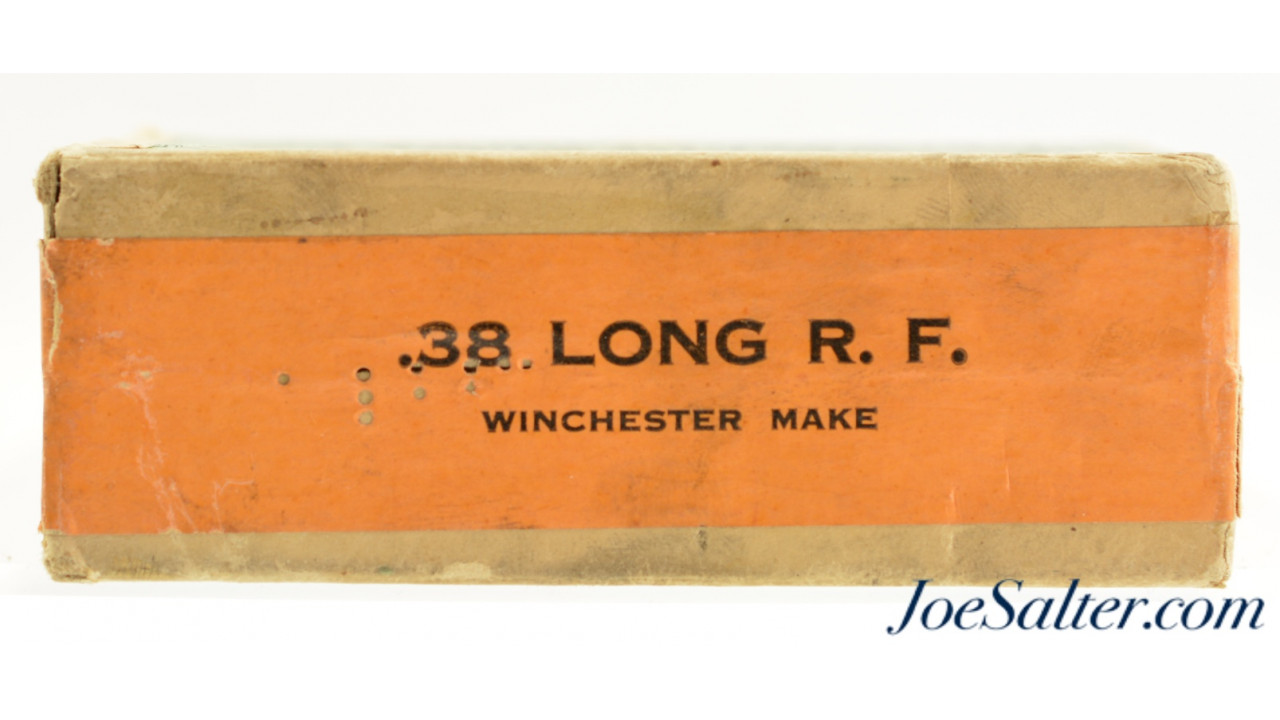 .38 LONG R. F.
WINCHESTER MAKE
JoeSalter.com